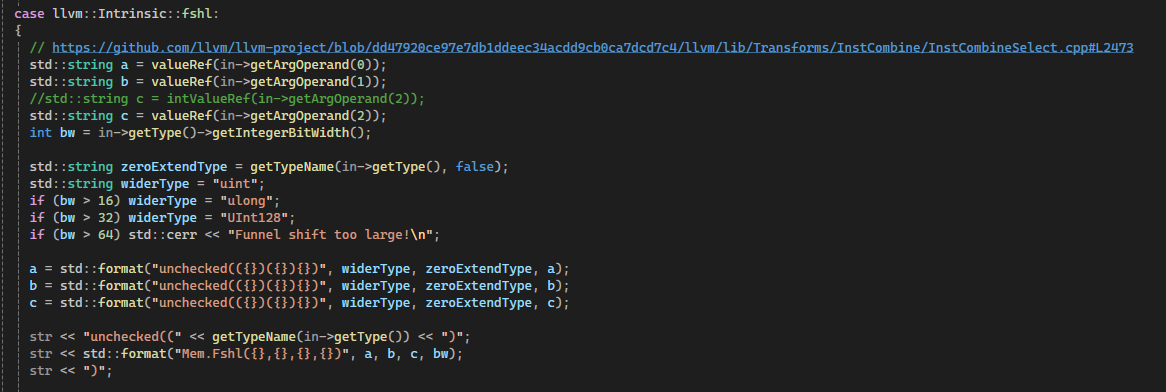 case llvm::Intrinsic::fshl:
{
// https://github.com/llvm/llvm-project/blob/dd47920ce97e7db1ddeec34acdd9cb0ca7dcd7c4/llvm/lib/Transforms/InstCombine/InstCombineSelect.cpp#L2473
std::string a = valueRef(in->getArgOperand(0));
std::string b = valueRef(in->getArgOperand(1));
//std::string c = intValueRef(in->getArgOperand(2));
std::string c = valueRef(in->getArgOperand(2));
int bw = in->getType()->getIntegerBitWidth();
std::string zeroExtendType = getTypeName(in->getType(), false);
std::string widerType = "uint";
if (bw > 16) widerType = "ulong";
if (bw > 32) widerType = "UInt128";
if (bw > 64) std::cerr << "Funnel shift too large!\n";
a = std::format("unchecked(({})({}){})", widerType, zeroExtendType, a);
b = std::format("unchecked(({})({}){})", widerType, zeroExtendType, b);
c = std::format("unchecked(({})({}){})", widerType, zeroExtendType, c);
str << "unchecked((" << getTypeName(in->getType()) << ")";
str << std::format("Mem.Fshl({},{},{},{})", a, b, c, bw);
str << ")";